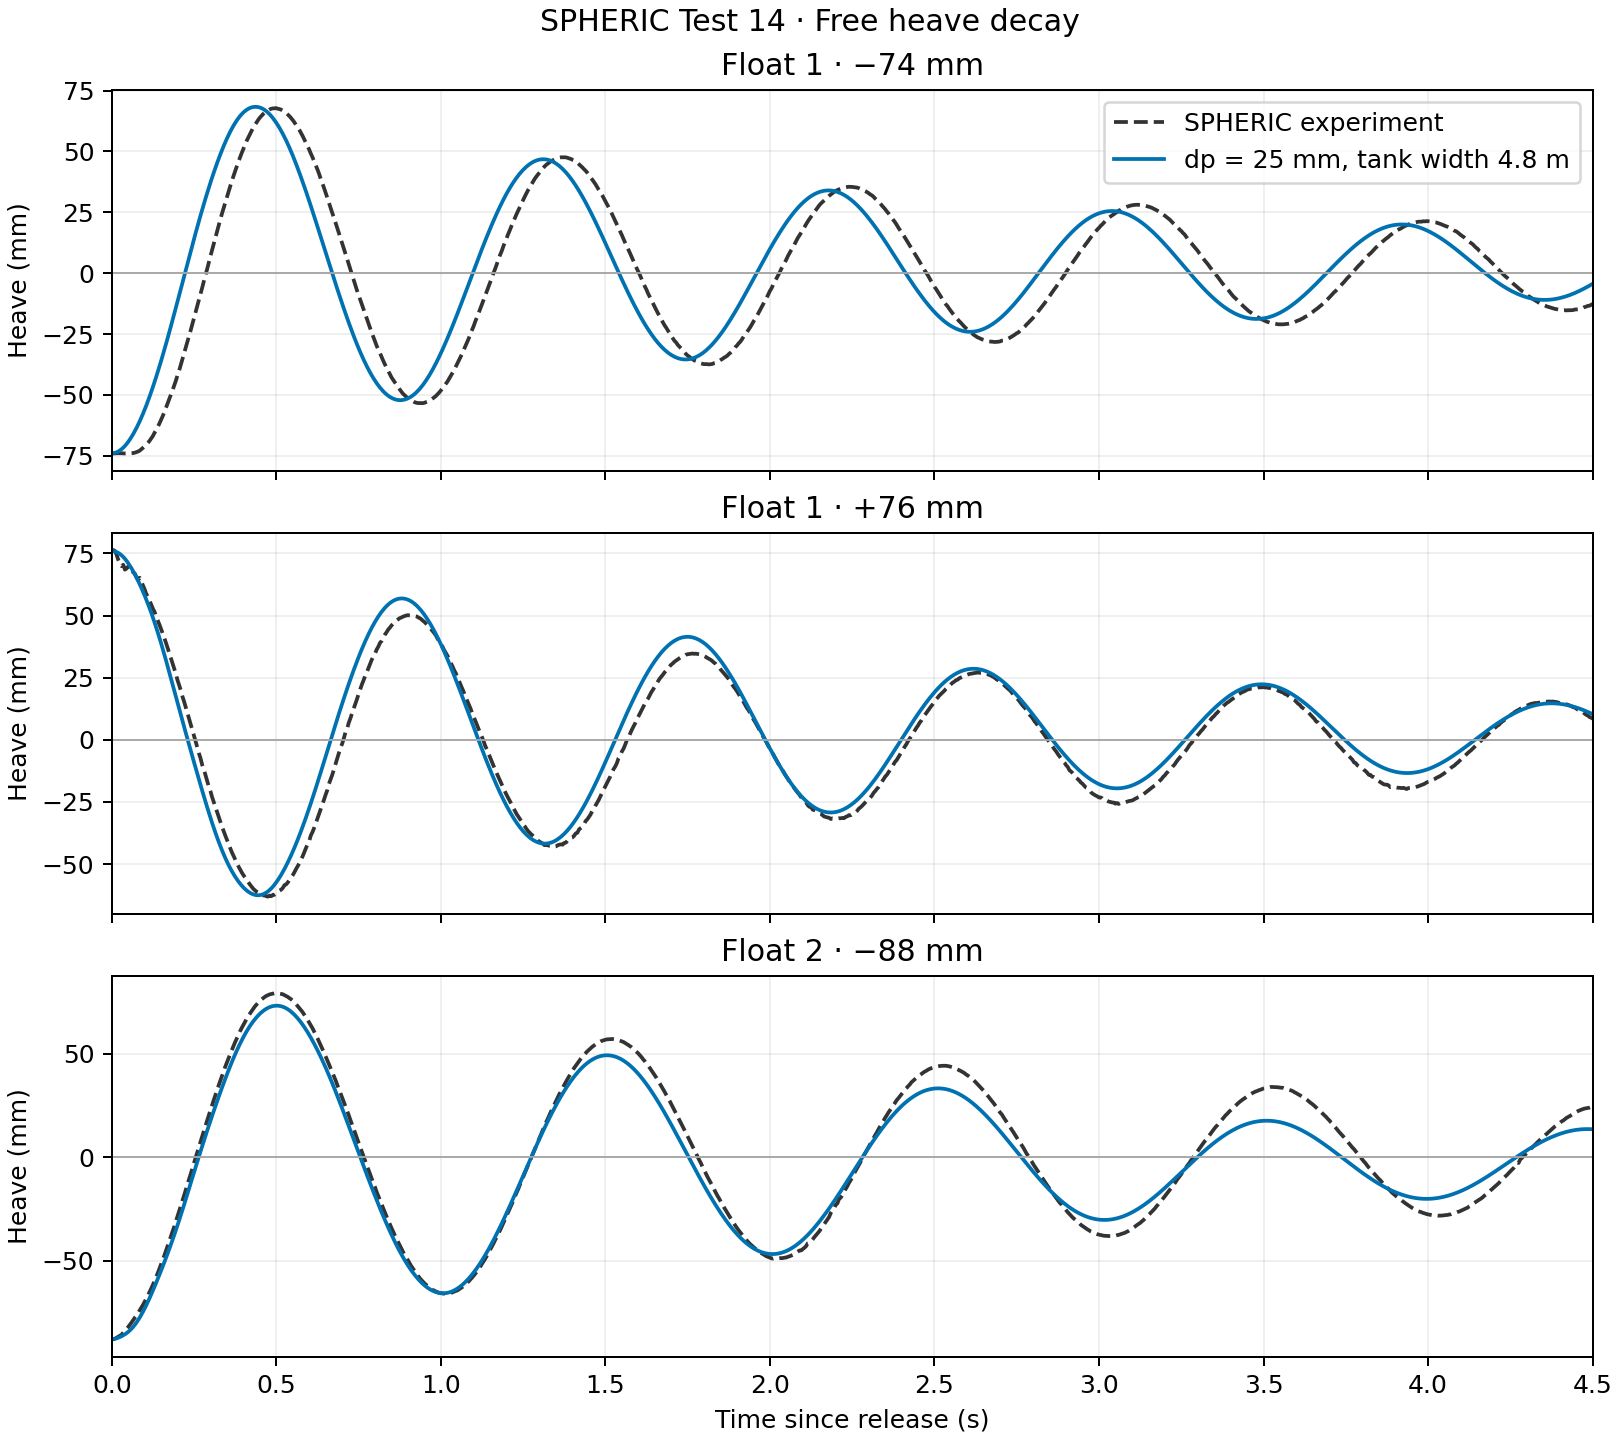 SPHERIC Test 14 · Free heave decay
Float 1 · −74 mm
75
50
25
0
−25
−50
−75
Heave (mm)
SPHERIC experiment
dp = 25 mm, tank width 4.8 m
Float 1 · +76 mm
75
50
25
0
−25
−50
Heave (mm)
Float 2 · −88 mm
50
0
−50
Heave (mm)
0.0 0.5 1.0 1.5 2.0 2.5 3.0 3.5 4.0 4.5
Time since release (s)